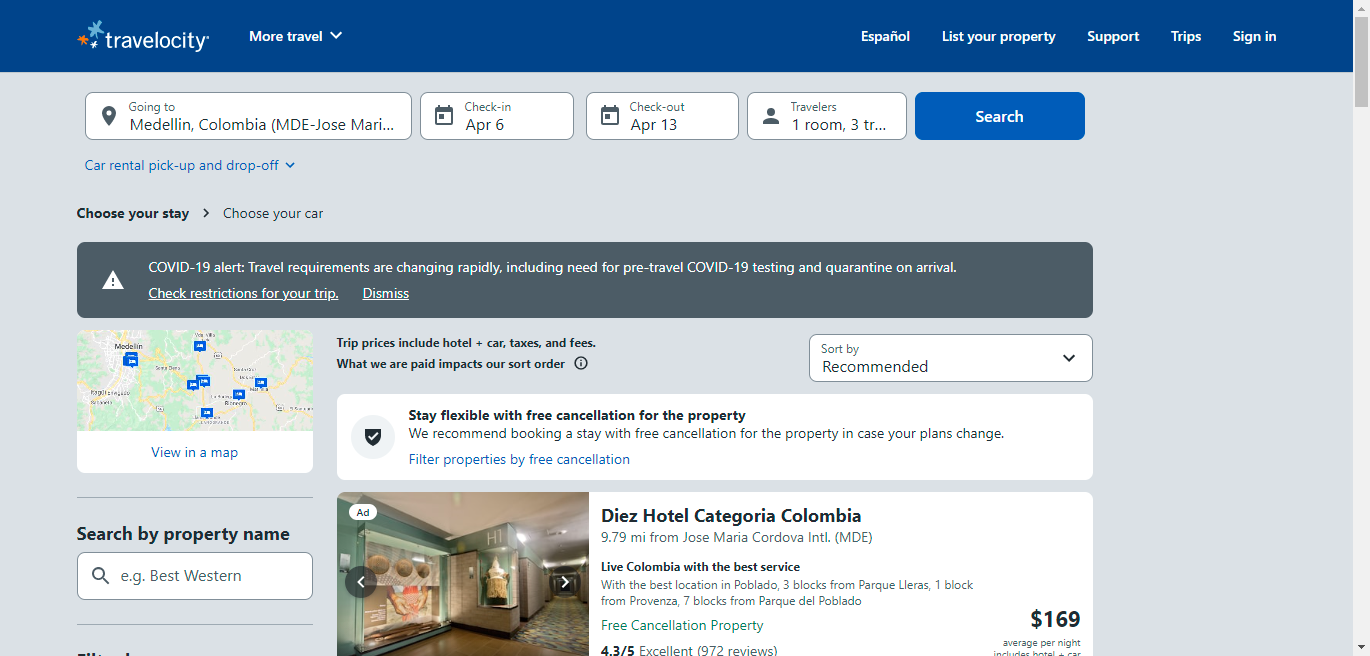 travelocity
More travel
Español
List your property
Support
Trips
Sign in
Going to
Medellin, Colombia (MDE-Jose Mari...
Check-in
Apr 6
Check-out
Apr 13
Travelers
1 room, 3 tr...
Search
Car rental pick-up and drop-off
Choose your stay
Choose your car
COVID-19 alert: Travel requirements are changing rapidly, including need for pre-travel COVID-19 testing and quarantine on arrival.
Check restrictions for your trip.
Dismiss
Medellín
Rionegro
View in a map
Trip prices include hotel + car, taxes, and fees.
What we are paid impacts our sort order
Sort by
Recommended
Stay flexible with free cancellation for the property
We recommend booking a stay with free cancellation for the property in case your plans change.
Filter properties by free cancellation
Search by property name
e.g. Best Western
Ad
H1
Diez Hotel Categoria Colombia
9.79 mi from Jose Maria Cordova Intl. (MDE)
Live Colombia with the best service
With the best location in Poblado, 3 blocks from Parque Lleras, 1 block
from Provenza, 7 blocks from Parque del Poblado
Free Cancellation Property
4.3/5 Excellent (972 reviews)
$169
average per night
includes hotel + car